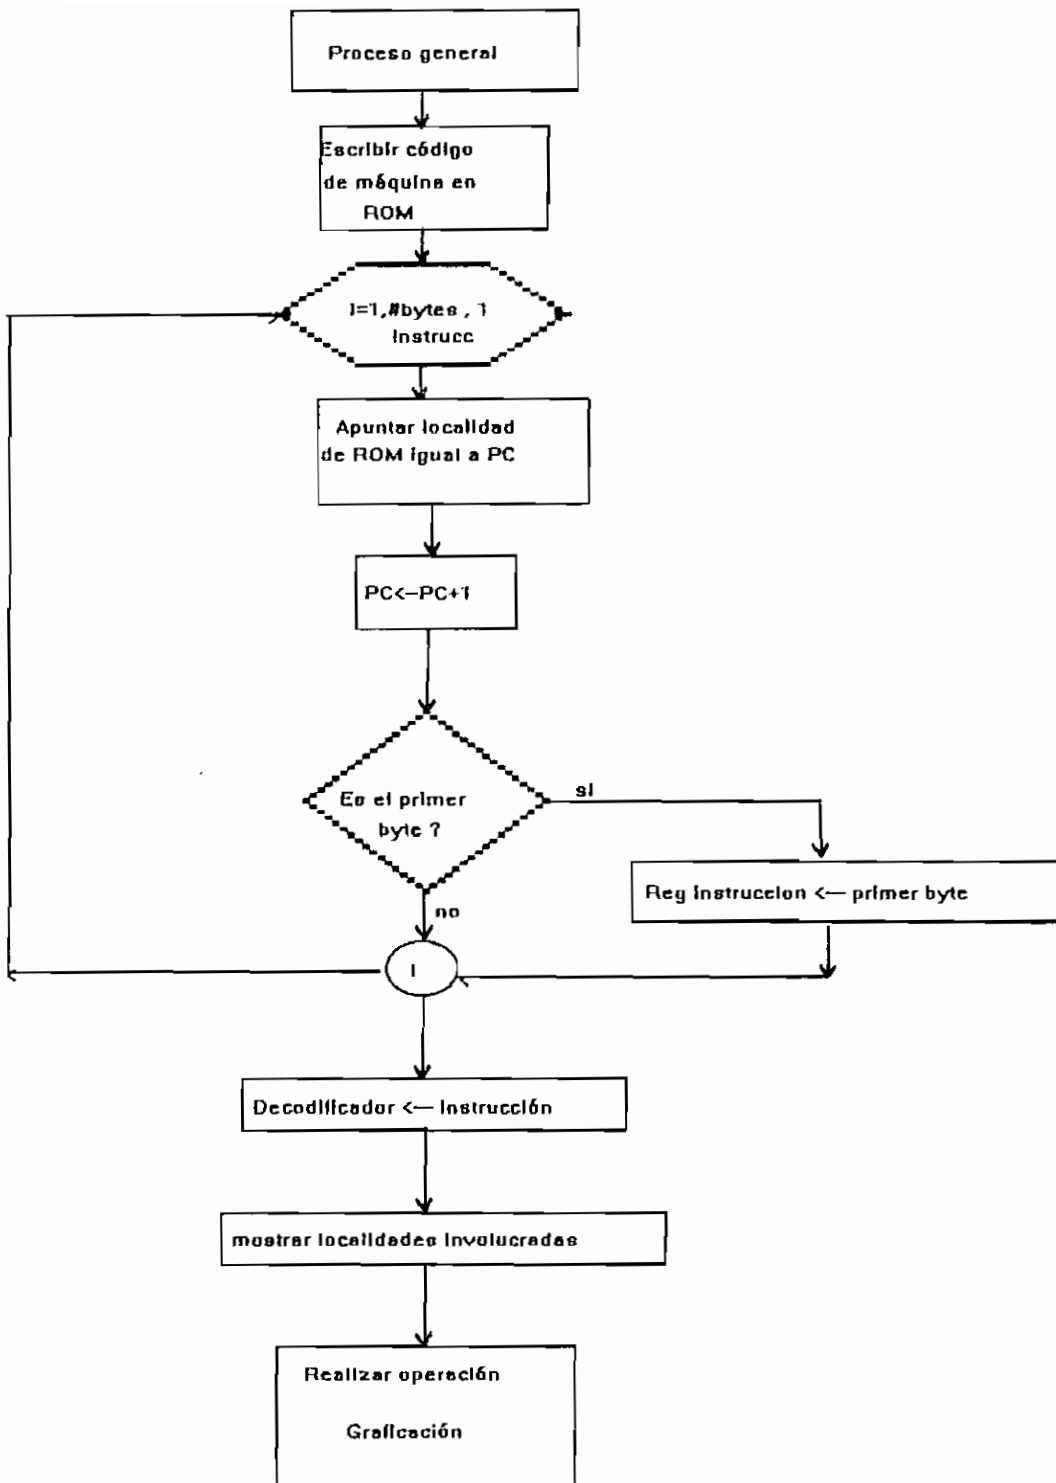 Proceso general
Escribir código
de máquina en
ROM
I=1,#bytes , 1
Instrucc
Apuntar localidad
de ROM igual a PC
PC<—PC+1
Es el primer
byte ?
si
Reg instruccion <— primer byte
no
I
Decodificador <— Instrucción
mostrar localidades involucradas
Realizar operación
Graficación